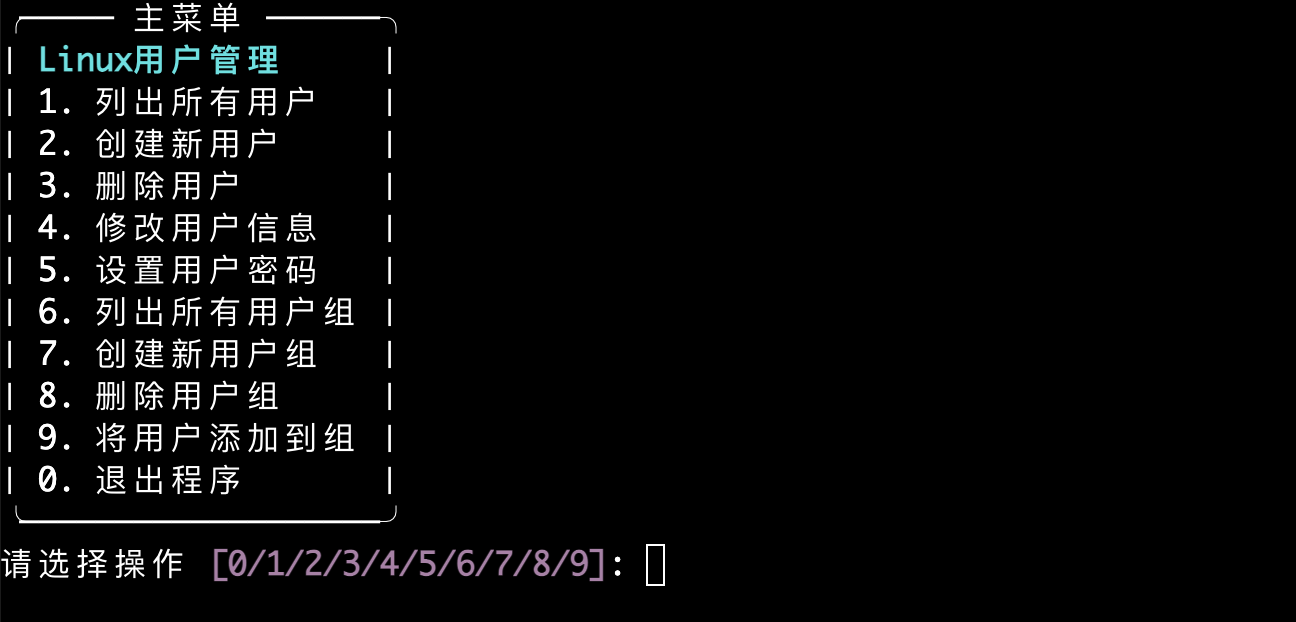 主菜单
Linux用户管理
1. 列出所有用户
2. 创建新用户
3. 删除用户
4. 修改用户信息
5. 设置用户密码
6. 列出所有用户组
7. 创建新用户组
8. 删除用户组
9. 将用户添加到组
0. 退出程序
请选择操作 [0/1/2/3/4/5/6/7/8/9]: